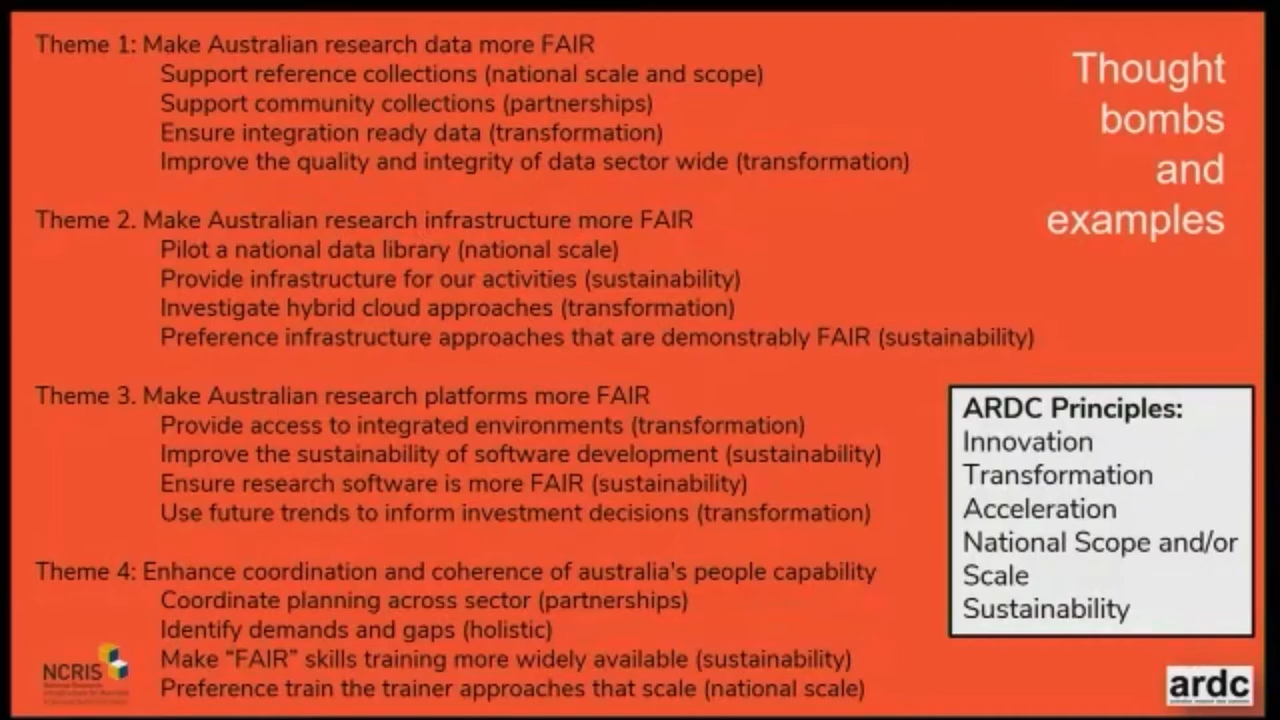 Theme 1: Make Australian research data more FAIR
Support reference collections (national scale and scope)
Support community collections (partnerships)
Ensure integration ready data (transformation)
Improve the quality and integrity of data sector wide (transformation)
Theme 2. Make Australian research infrastructure more FAIR
Pilot a national data library (national scale)
Provide infrastructure for our activities (sustainability)
Investigate hybrid cloud approaches (transformation)
Preference infrastructure approaches that are demonstrably FAIR (sustainability)
Theme 3. Make Australian research platforms more FAIR
Provide access to integrated environments (transformation)
Improve the sustainability of software development (sustainability)
Ensure research software is more FAIR (sustainability)
Use future trends to inform investment decisions (transformation)
Theme 4: Enhance coordination and coherence of australia's people capability
Coordinate planning across sector (partnerships)
Identify demands and gaps (holistic)
Make “FAIR” skills training more widely available (sustainability)
Preference train the trainer approaches that scale (national scale)
Thought
bombs
and
examples
ARDC Principles:
Innovation
Transformation
Acceleration
National Scope and/or
Scale
Sustainability
NCRIS
ardc